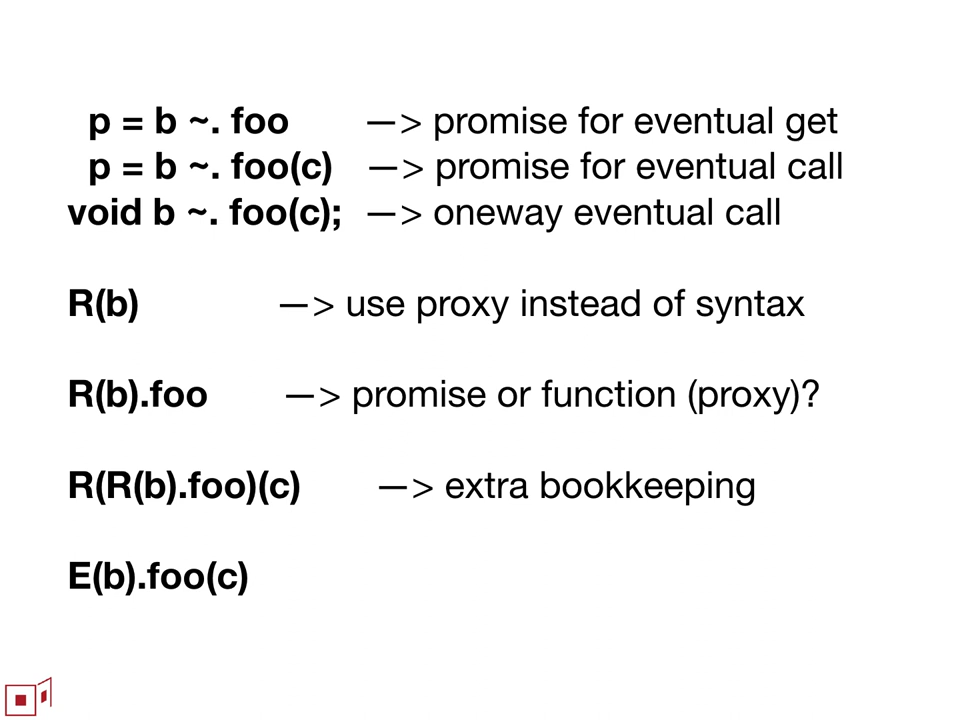 p = b ~. foo —> promise for eventual get
p = b ~. foo(c) —> promise for eventual call
void b ~. foo(c); —> oneway eventual call
R(b) —> use proxy instead of syntax
R(b).foo —> promise or function (proxy)?
R(R(b).foo)(c) —> extra bookkeeping
E(b).foo(c)